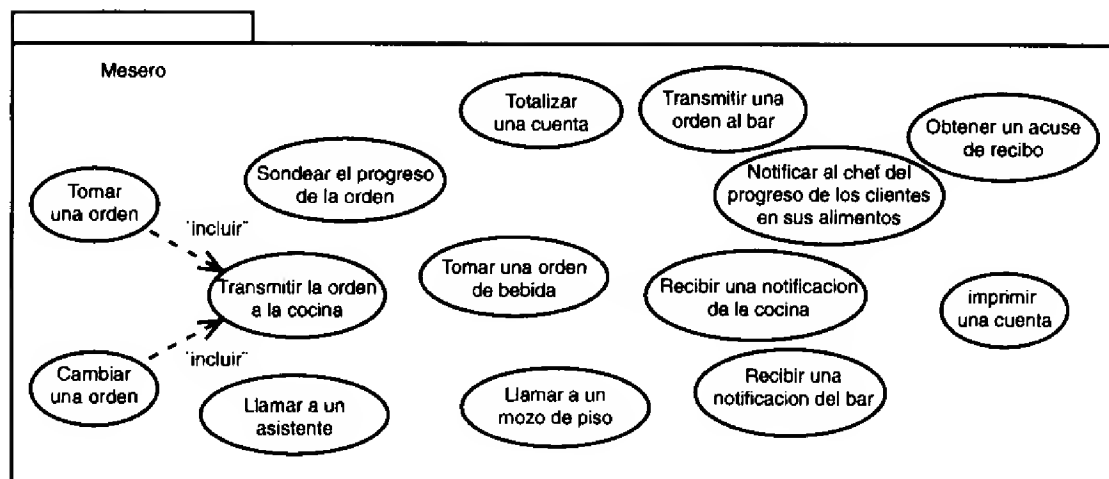 Mesero
Totalizar
una cuenta
Transmitir una
orden al bar
Obtener un acuse
de recibo
Sondear el progreso
de la orden
Notificar al chef del
progreso de los clientes
en sus alimentos
Tomar
una orden
¨incluir¨
Transmitir la orden
a la cocina
Tomar una orden
de bebida
Recibir una notificacion
da la cocina
imprimir
una cuenta
¨incluir¨
Cambiar
una orden
Llamar a un
asistente
Llamar a un
mozo de piso
Recibir una
notificacion del bar